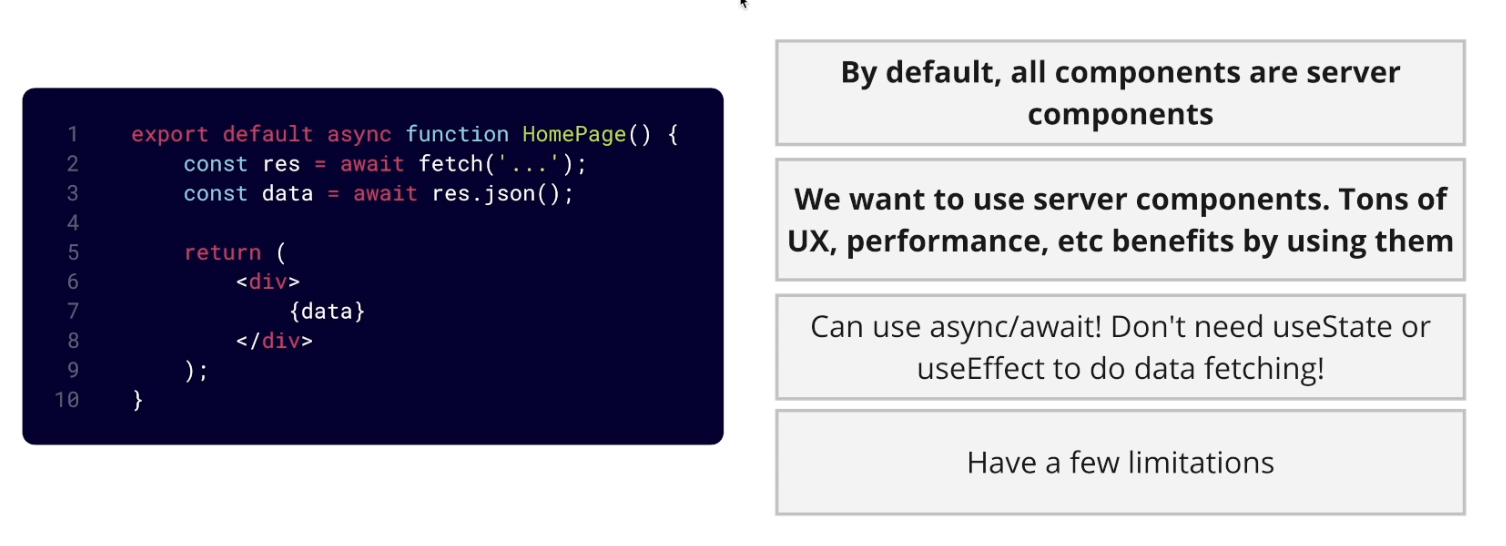 1 export default async function HomePage() {
2 const res = await fetch('...');
3 const data = await res.json();
4
5 return (
6 <div>
7 {data}
8 </div>
9 );
10 }
By default, all components are server
components
We want to use server components. Tons of
UX, performance, etc benefits by using them
Can use async/await! Don't need useState or
useEffect to do data fetching!
Have a few limitations